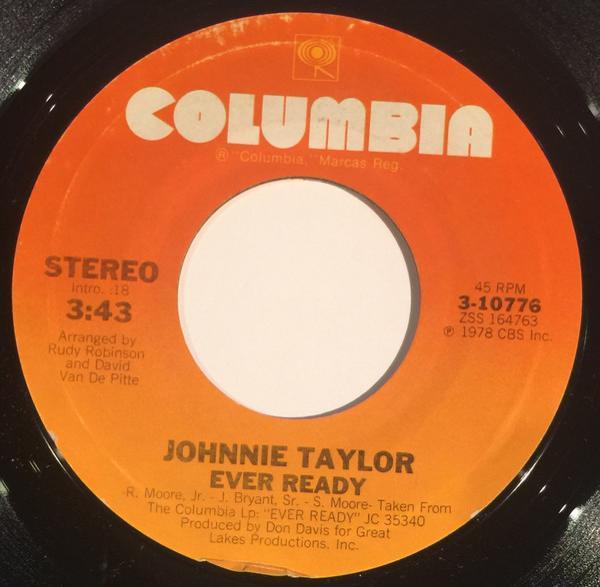 COLUMBIA
® "Columbia," Marcas Reg.
STEREO
Intro. :18
3:43
Arranged by
Rudy Robinson
and David
Van De Pitte
45 RPM
3-10776
ZSS 164763
℗ 1978 CBS Inc.
JOHNNIE TAYLOR
EVER READY
-R. Moore, Jr. - J. Bryant, Sr. - S. Moore- Taken From
The Columbia Lp: "EVER READY" JC 35340
Produced by Don Davis for Great
Lakes Productions, Inc.